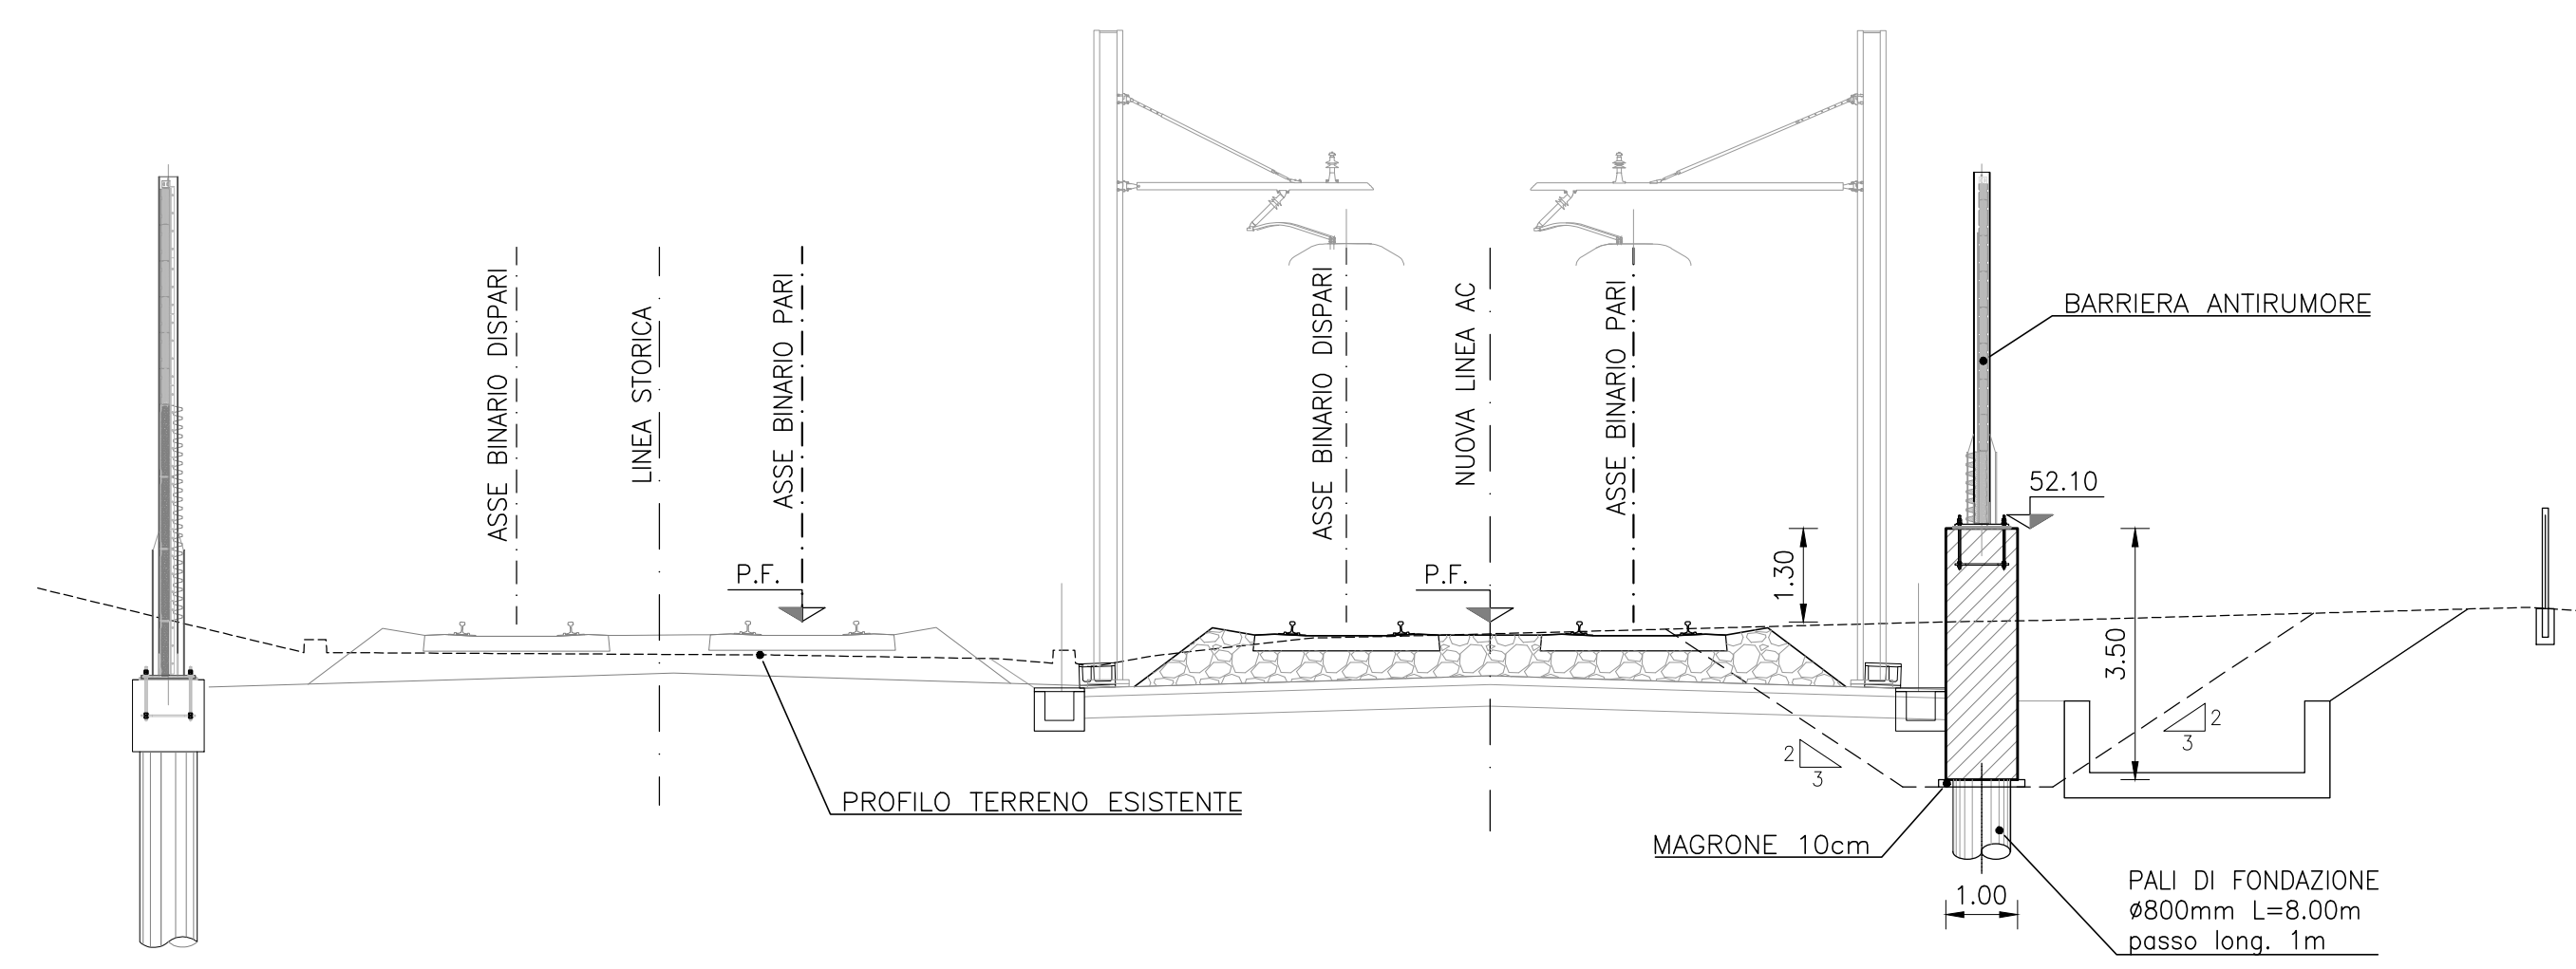 ASSE BINARIO DISPARI
LINEA STORICA
ASSE BINARIO PARI
P.F.
ASSE BINARIO DISPARI
NUOVA LINEA AC
ASSE BINARIO PARI
P.F.
BARRIERA ANTIRUMORE
52.10
1.30
3.50
2
3
2
3
PROFILO TERRENO ESISTENTE
MAGRONE 10cm
1.00
PALI DI FONDAZIONE
ø800mm L=8.00m
passo long. 1m